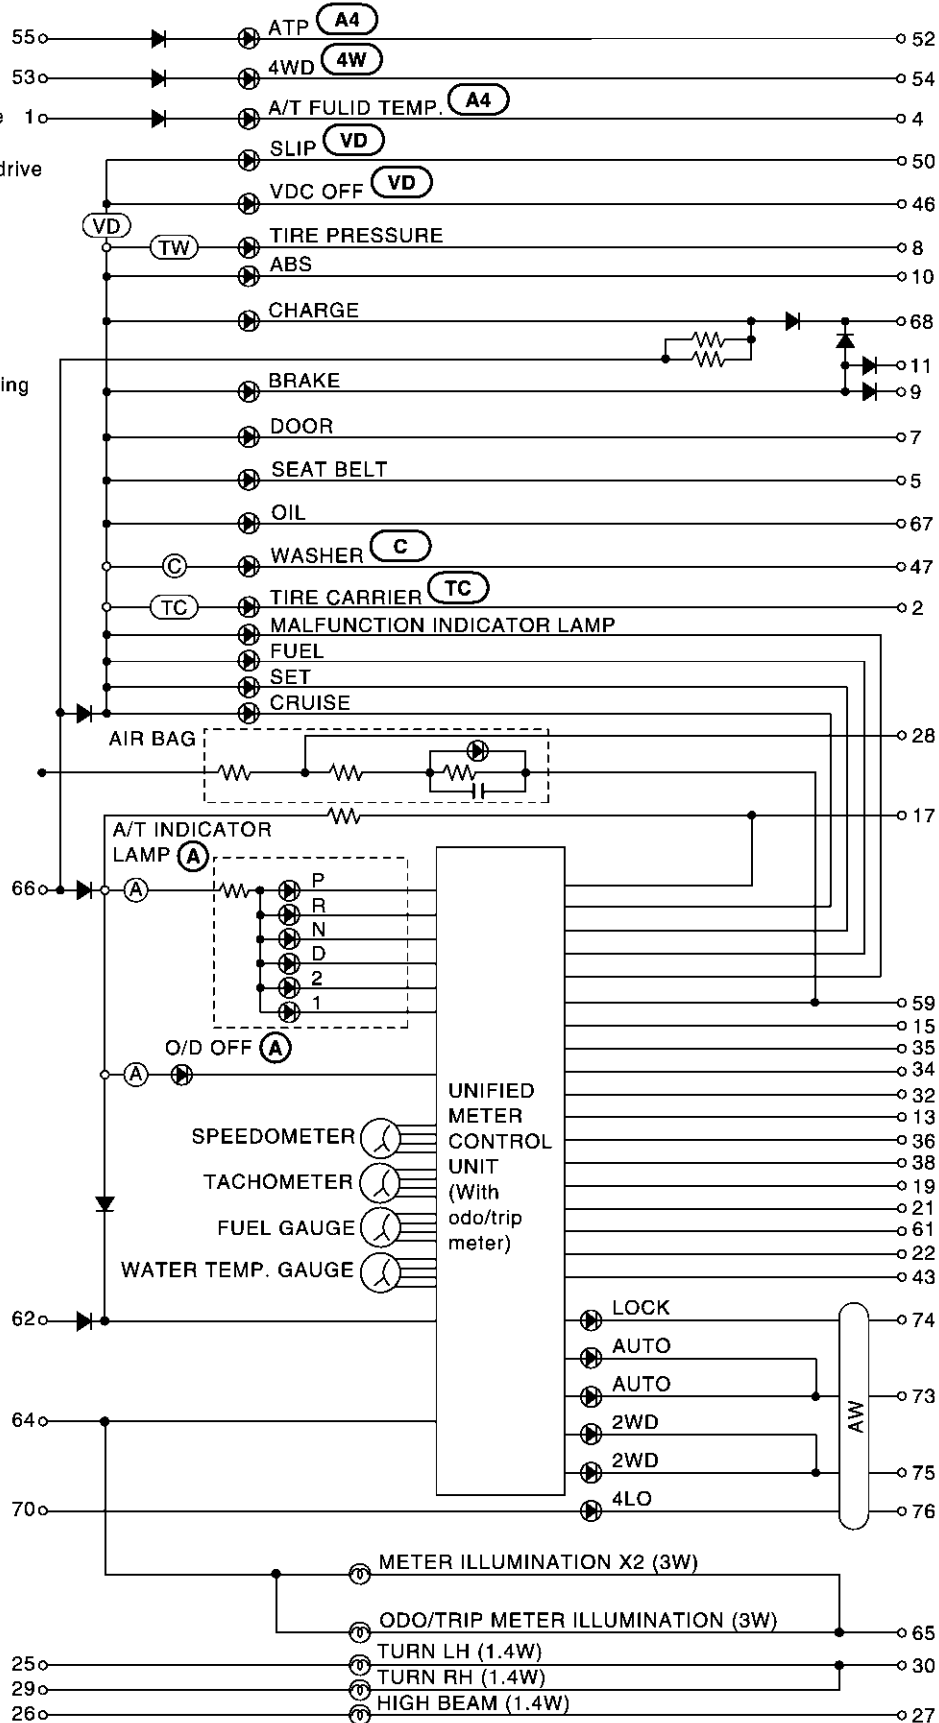 55 ATP A4 52
53 4WD 4W 54
e 1 A/T FULID TEMP. A4 4
SLIP VD 50
drive
VDC OFF VD 46
VD
TW TIRE PRESSURE 8
ABS 10
CHARGE 68
11
ing
BRAKE 9
DOOR 7
SEAT BELT 5
OIL 67
C WASHER C 47
TC TIRE CARRIER TC 2
MALFUNCTION INDICATOR LAMP
FUEL
SET
CRUISE
AIR BAG 28
17
A/T INDICATOR
LAMP A
66 A P
R
N
D
2
1
59
15
O/D OFF A 35
A 34
UNIFIED
METER
CONTROL
UNIT
(With
odo/trip
meter)
32
13
SPEEDOMETER 36
38
TACHOMETER 19
21
FUEL GAUGE 61
22
WATER TEMP. GAUGE 43
62 LOCK 74
AUTO
AUTO 73
AW
64 2WD
2WD 75
70 4LO 76
METER ILLUMINATION X2 (3W)
ODO/TRIP METER ILLUMINATION (3W) 65
25 TURN LH (1.4W) 30
29 TURN RH (1.4W)
26 HIGH BEAM (1.4W) 27